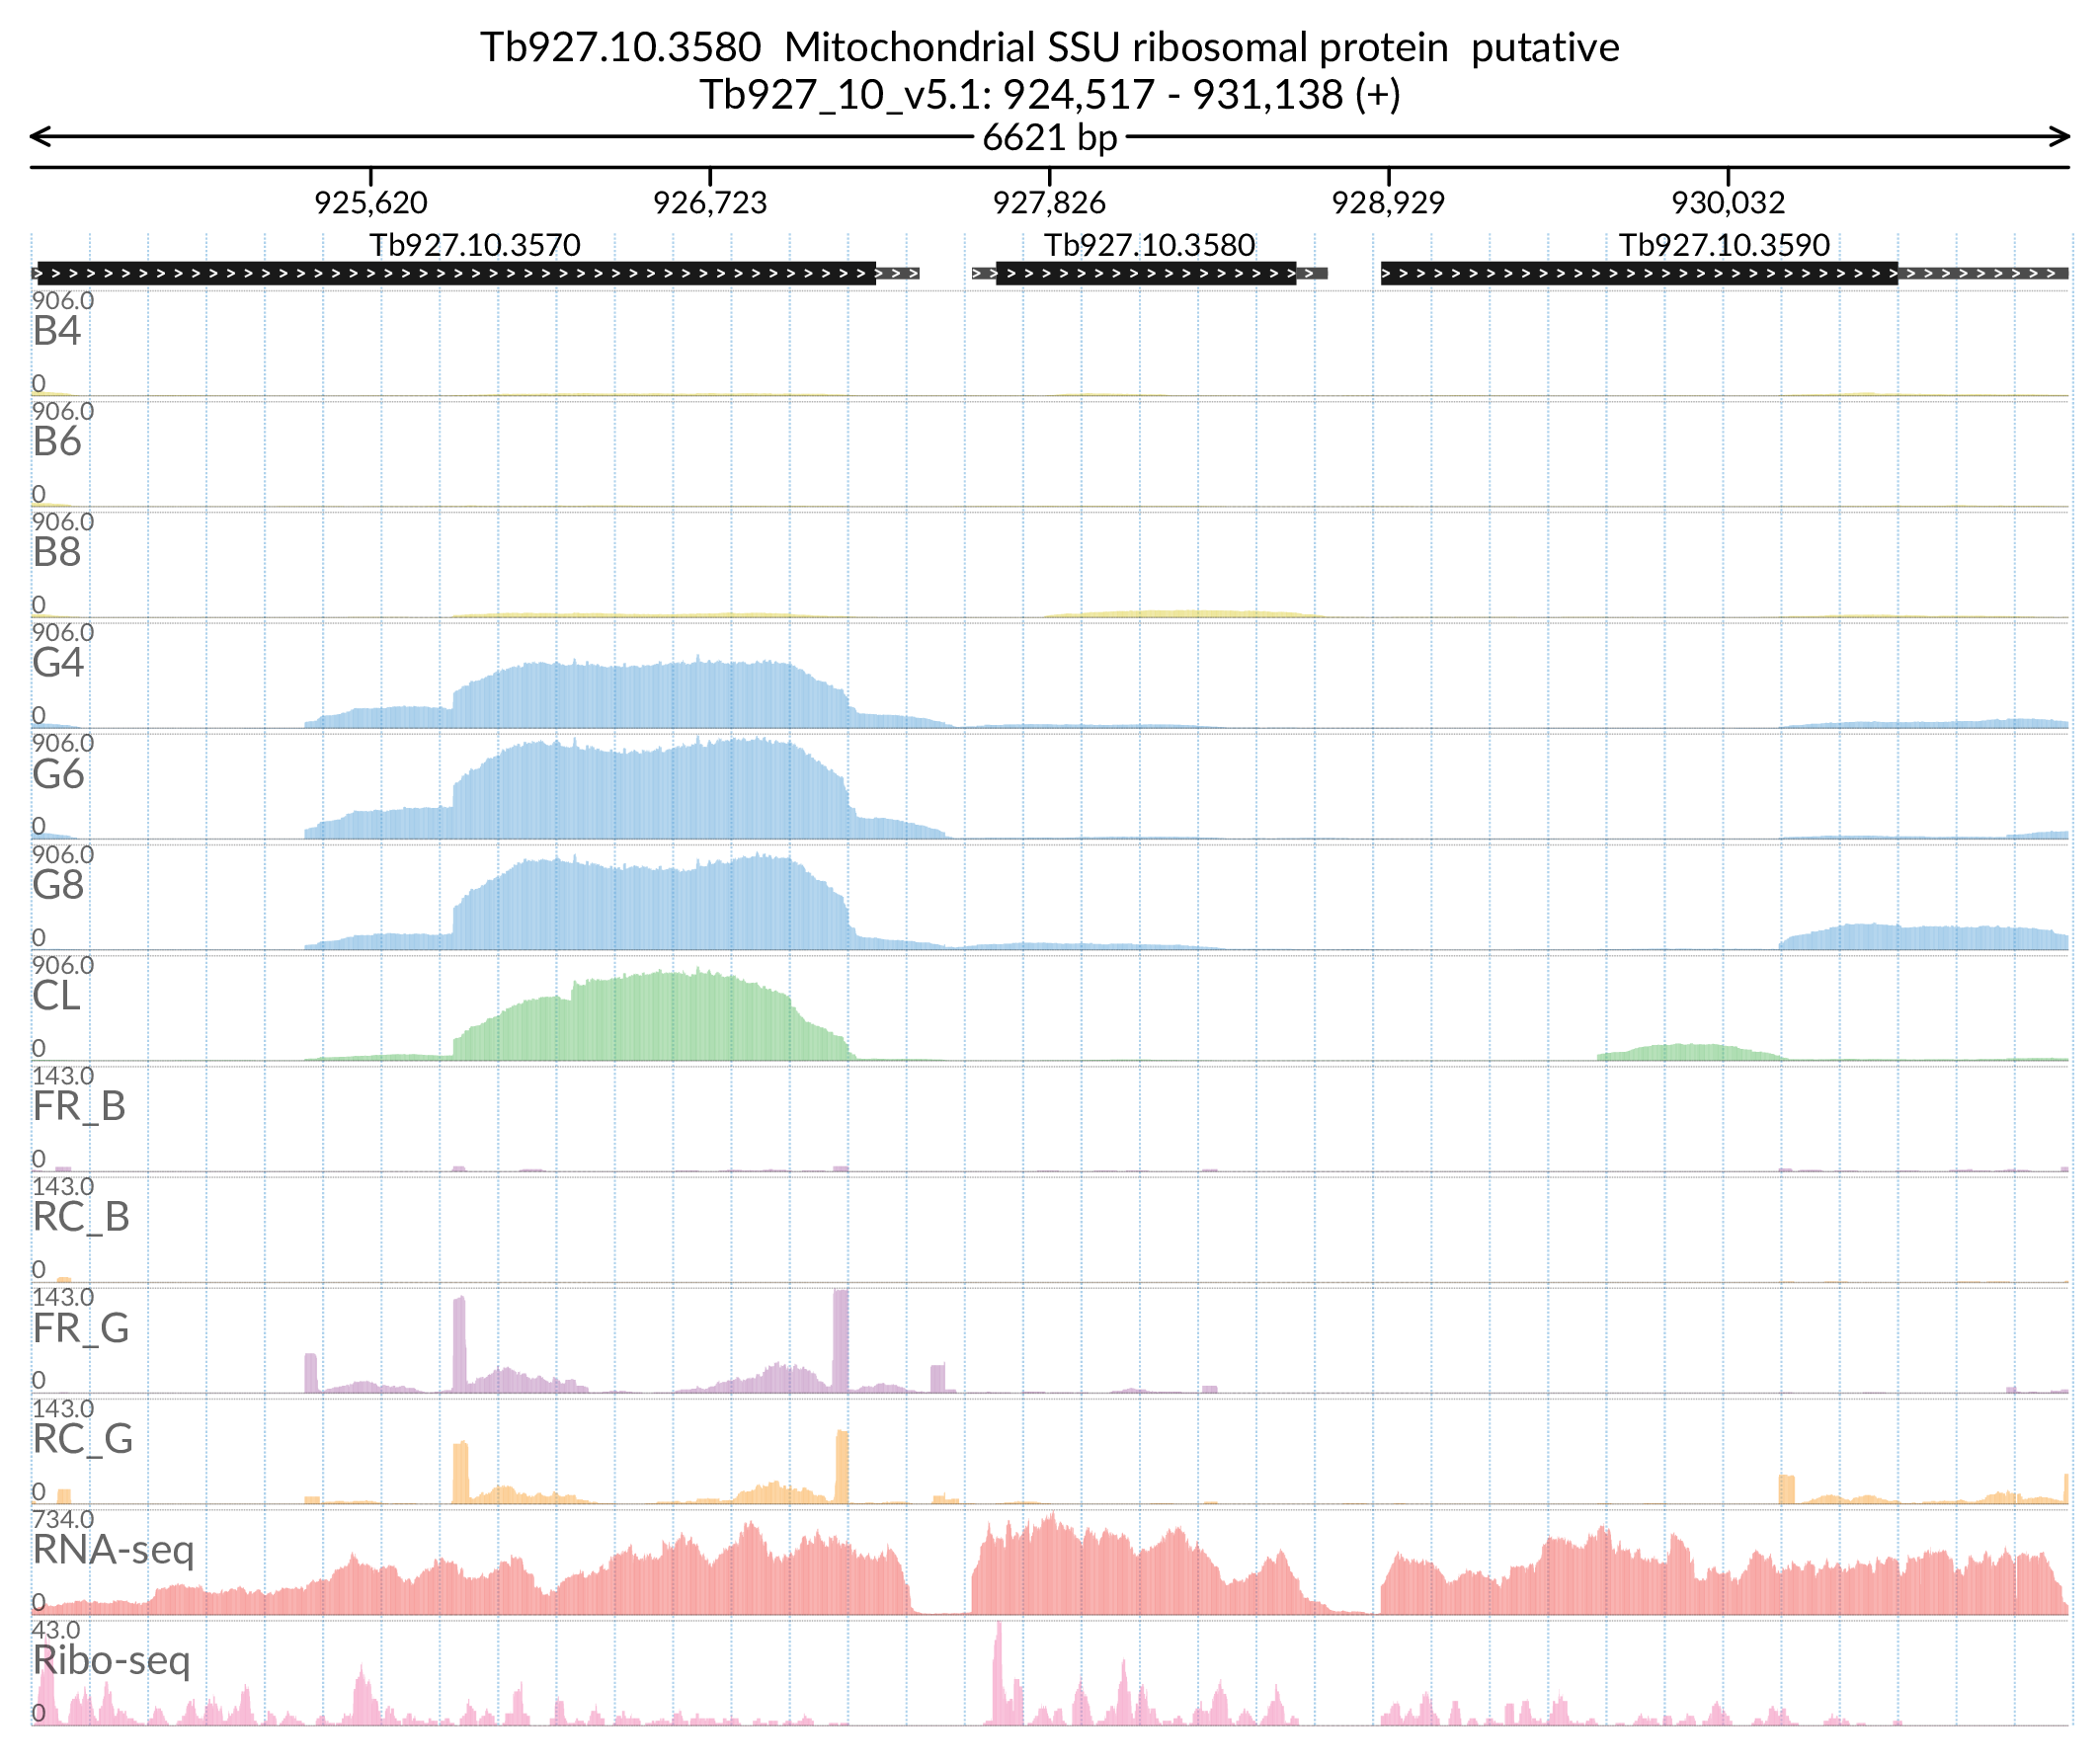 Tb927.10.3580  Mitochondrial SSU ribosomal protein  putative
Tb927_10_v5.1: 924,517 - 931,138 (+)
6621 bp
925,620 926,723 927,826 928,929 930,032
Tb927.10.3570 Tb927.10.3580 Tb927.10.3590
906.0
B4
0
906.0
B6
0
906.0
B8
0
906.0
G4
0
906.0
G6
0
906.0
G8
0
906.0
CL
0
143.0
FR_B
0
143.0
RC_B
0
143.0
FR_G
0
143.0
RC_G
0
734.0
RNA-seq
0
43.0
Ribo-seq
0